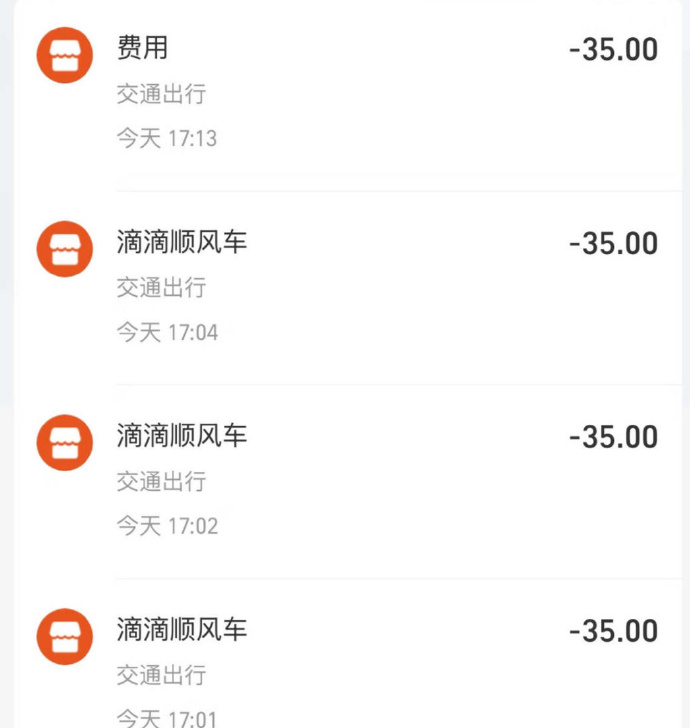 费用 -35.00
交通出行
今天 17:13
滴滴顺风车 -35.00
交通出行
今天 17:04
滴滴顺风车 -35.00
交通出行
今天 17:02
滴滴顺风车 -35.00
交通出行
今天 17:01